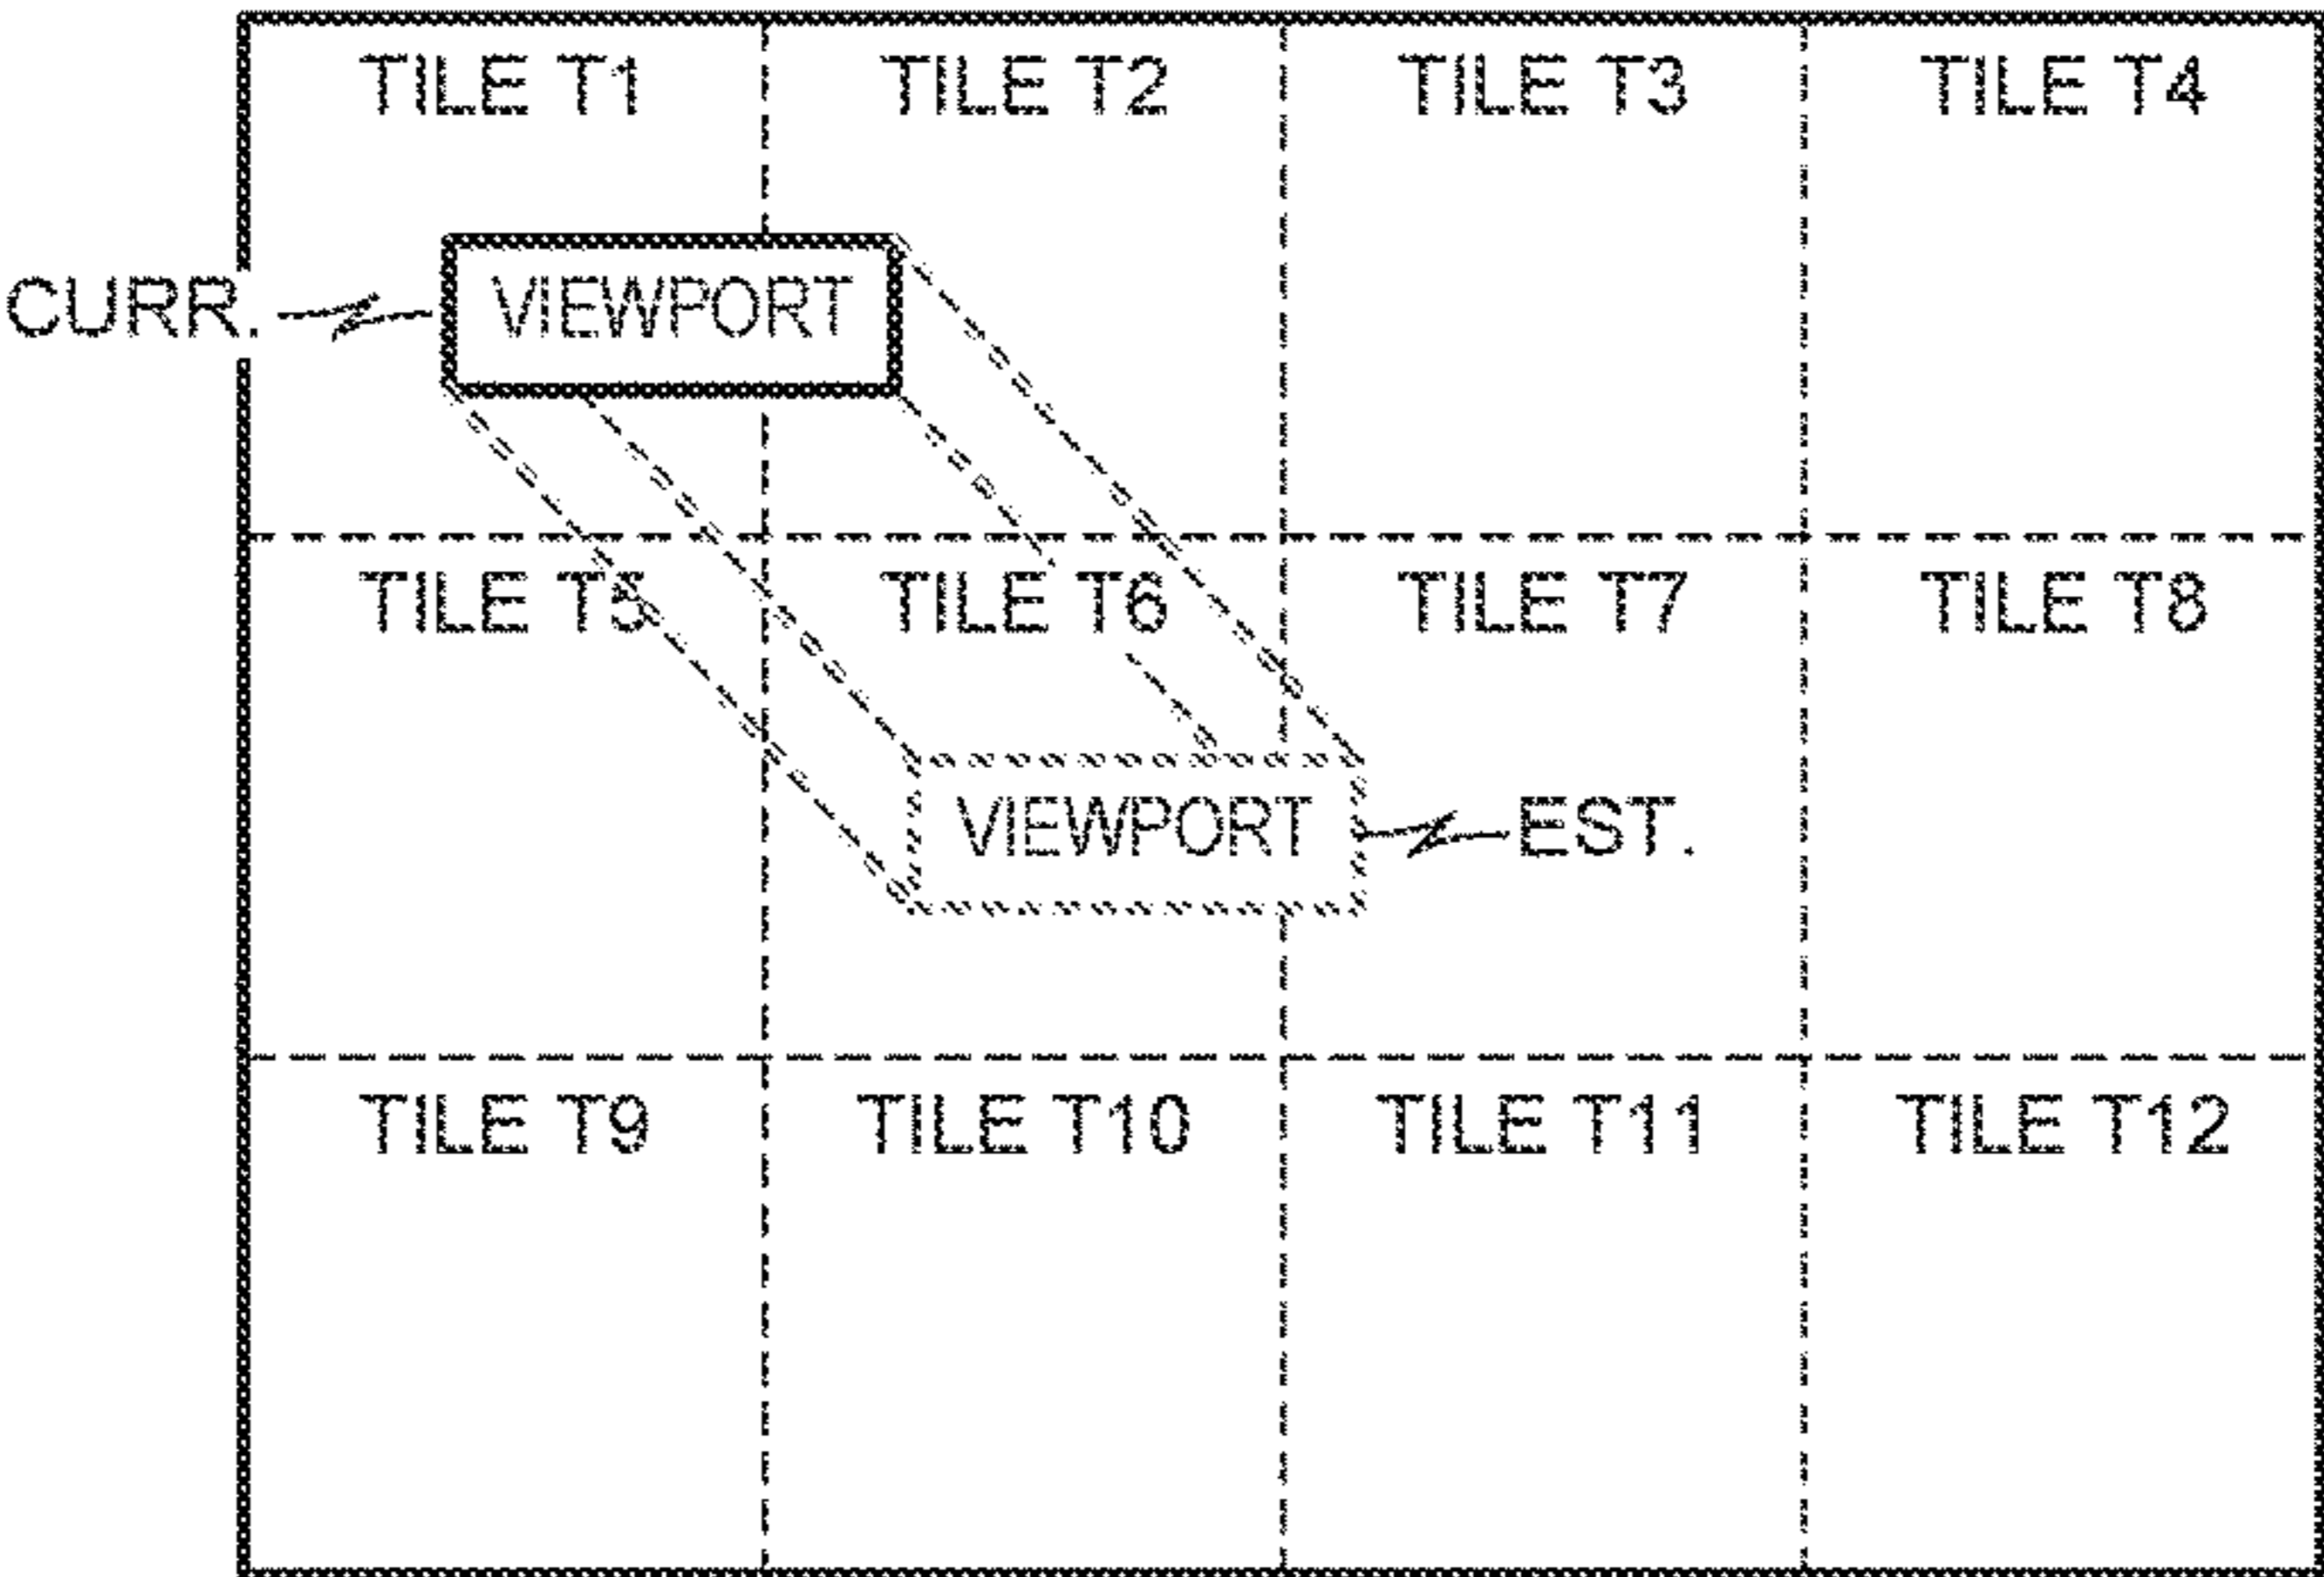 TILE T1 TILE T2 TILE T3 TILE T4
CURR. VIEWPORT
TILE T5 TILE T6 TILE T7 TILE T8
VIEWPORT EST.
TILE T9 TILE T10 TILE T11 TILE T12